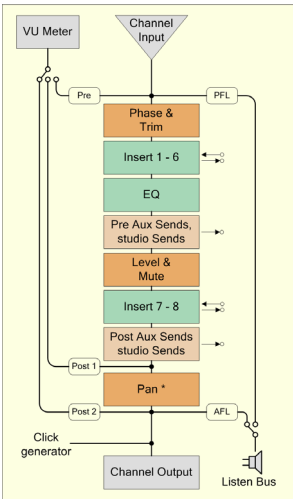 VU Meter
Channel
Input
Pre
PFL
Phase &
Trim
Insert 1 - 6
EQ
Pre Aux Sends,
studio Sends
Level &
Mute
Insert 7 - 8
Post Aux Sends
studio Sends
Post 1
Pan *
Post 2
AFL
Click
generator
Channel Output
Listen Bus